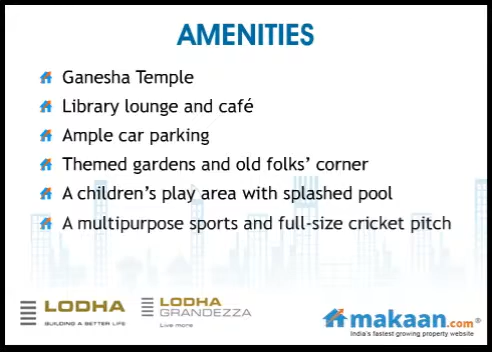 AMENITIES
Ganesha Temple
Library lounge and café
Ample car parking
Themed gardens and old folks’ corner
A children’s play area with splashed pool
A multipurpose sports and full-size cricket pitch
LODHA
BUILDING A BETTER LIFE
LODHA
GRANDEZZA
Live more
makaan.com®
India's fastest growing property website